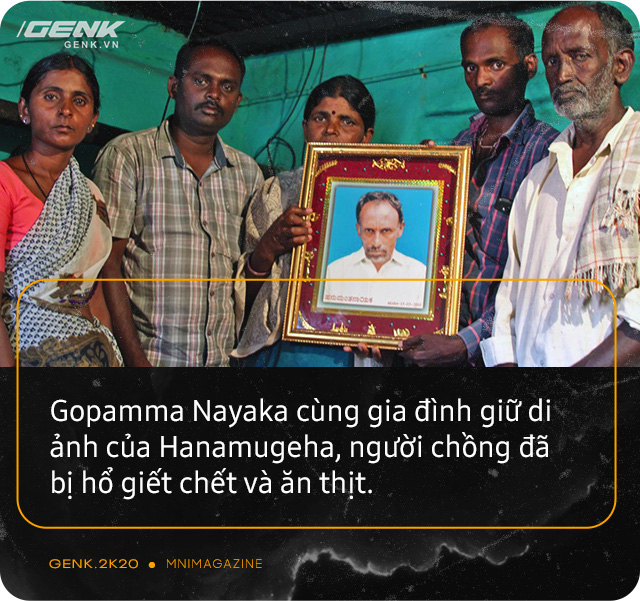 GENK
GENK.VN
Gopamma Nayaka cùng gia đình giữ di
ảnh của Hanamugeha, người chồng đã
bị hổ giết chết và ăn thịt.
GENK.2K20 • MNIMAGAZINE